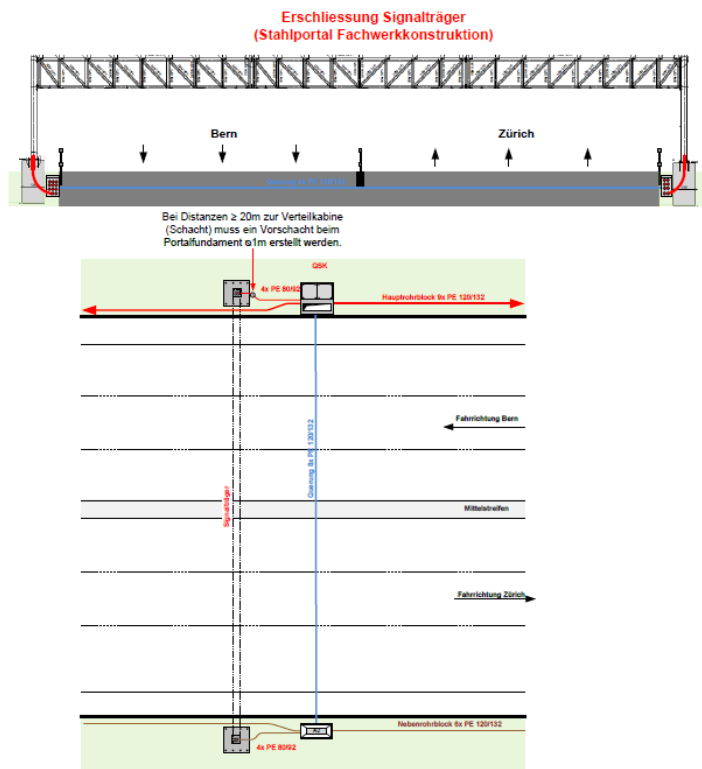 Erschliessung Signalträger
(Stahlportal Fachwerkkonstruktion)
Bern
Zürich
Bei Distanzen ≥ 20m zur Verteilkabine
(Schacht) muss ein Vorschacht beim
Portalfundament ø1m erstellt werden.
QSK
4x PE 80/92
Hauptrohrblock 9x PE 120/132
Fahrrichtung Bern
Querung 8x PE 120/132
Signalträger
Mittelstreifen
Fahrrichtung Zürich
Nebenrohrblock 6x PE 120/132
4x PE 80/92